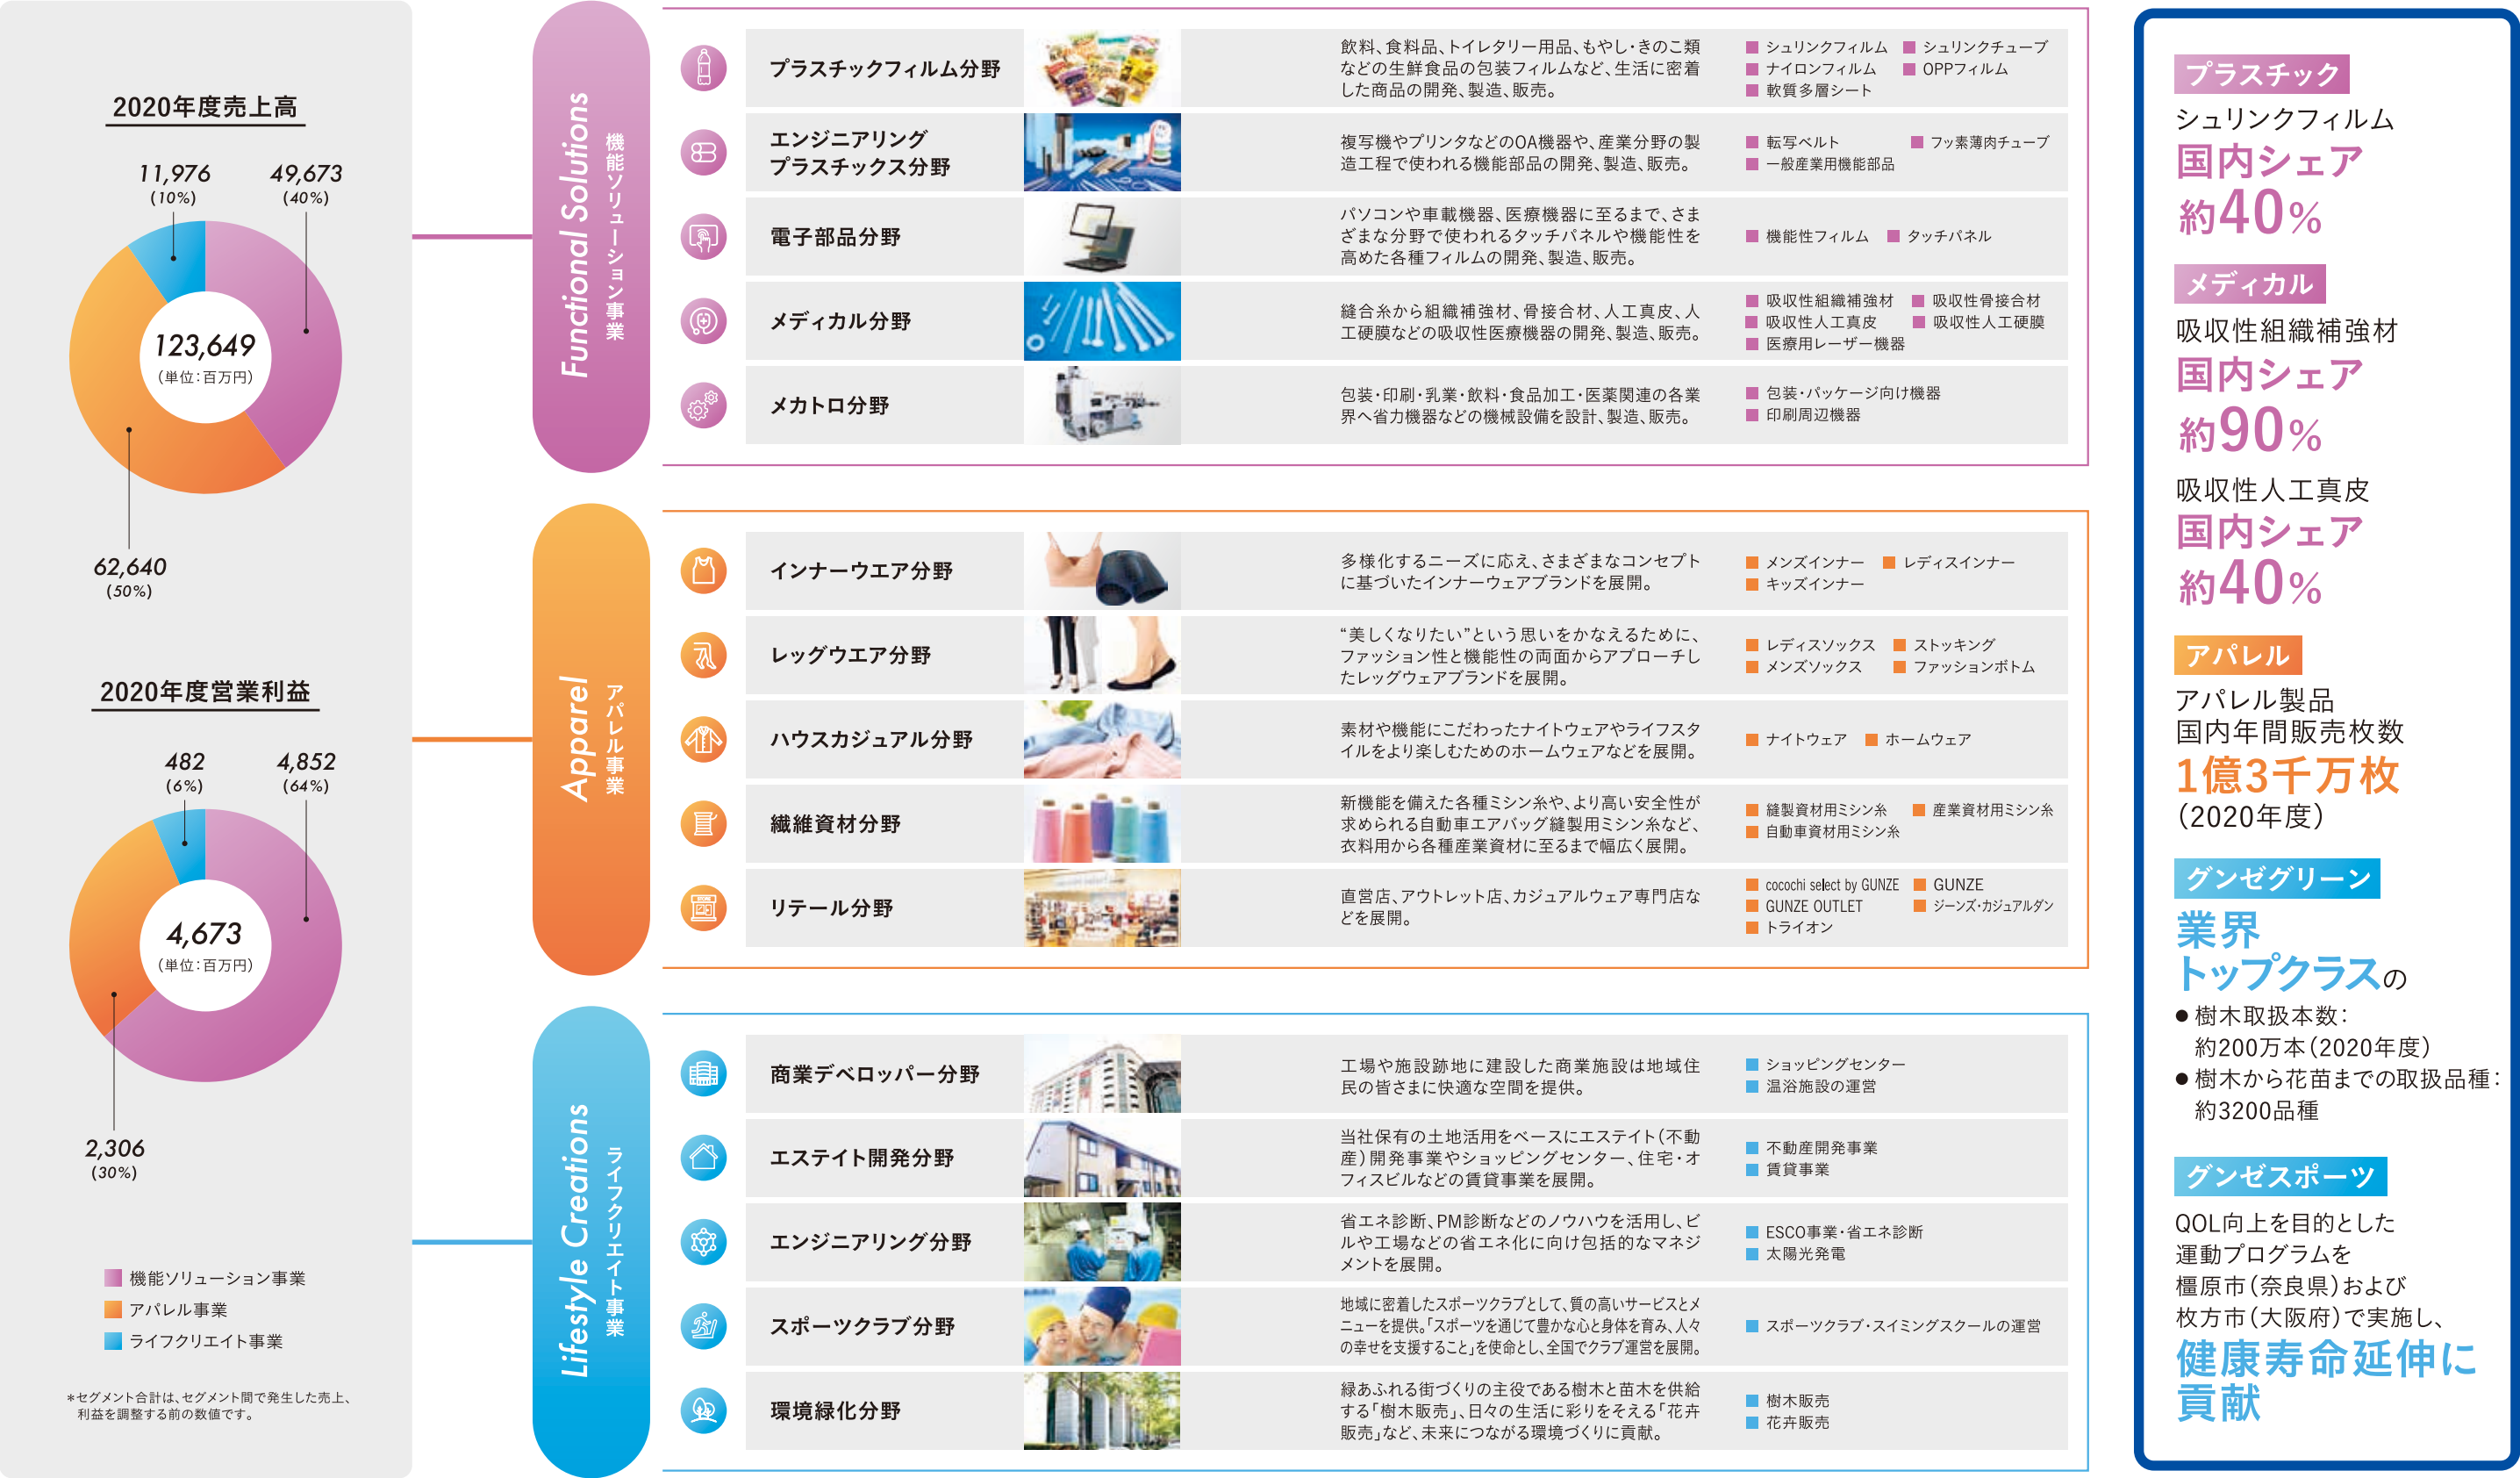 2020年度売上高
11,976
(10%)
49,673
(40%)
123,649
(単位:百万円)
62,640
(50%)
2020年度営業利益
482
(6%)
4,852
(64%)
4,673
(単位:百万円)
2,306
(30%)
機能ソリューション事業
アパレル事業
ライフクリエイト事業
*セグメント合計は、セグメント間で発生した売上、
利益を調整する前の数値です。
Functional Solutions
機能ソリューション事業
プラスチックフィルム分野
飲料、食料品、トイレタリー用品、もやし・きのこ類
などの生鮮食品の包装フィルムなど、生活に密着
した商品の開発、製造、販売。
シュリンクフィルム シュリンクチューブ
ナイロンフィルム OPPフィルム
軟質多層シート
エンジニアリング
プラスチックス分野
複写機やプリンタなどのOA機器や、産業分野の製
造工程で使われる機能部品の開発、製造、販売。
転写ベルト フッ素薄肉チューブ
一般産業用機能部品
電子部品分野
パソコンや車載機器、医療機器に至るまで、さま
ざまな分野で使われるタッチパネルや機能性を
高めた各種フィルムの開発、製造、販売。
機能性フィルム タッチパネル
メディカル分野
縫合糸から組織補強材、骨接合材、人工真皮、人
工硬膜などの吸収性医療機器の開発、製造、販売。
吸収性組織補強材 吸収性骨接合材
吸収性人工真皮 吸収性人工硬膜
医療用レーザー機器
メカトロ分野
包装・印刷・乳業・飲料・食品加工・医薬関連の各業
界へ省力機器などの機械設備を設計、製造、販売。
包装・パッケージ向け機器
印刷周辺機器
Apparel
アパレル事業
インナーウエア分野
多様化するニーズに応え、さまざまなコンセプト
に基づいたインナーウェアブランドを展開。
メンズインナー レディスインナー
キッズインナー
レッグウエア分野
“美しくなりたい”という思いをかなえるために、
ファッション性と機能性の両面からアプローチし
たレッグウェアブランドを展開。
レディスソックス ストッキング
メンズソックス ファッションボトム
ハウスカジュアル分野
素材や機能にこだわったナイトウェアやライフスタ
イルをより楽しむためのホームウェアなどを展開。
ナイトウェア ホームウェア
繊維資材分野
新機能を備えた各種ミシン糸や、より高い安全性が
求められる自動車エアバッグ縫製用ミシン糸など、
衣料用から各種産業資材に至るまで幅広く展開。
縫製資材用ミシン糸 産業資材用ミシン糸
自動車資材用ミシン糸
リテール分野
直営店、アウトレット店、カジュアルウェア専門店な
どを展開。
cocochi select by GUNZE GUNZE
GUNZE OUTLET ジーンズ・カジュアルダン
トライオン
Lifestyle Creations
ライフクリエイト事業
商業デベロッパー分野
工場や施設跡地に建設した商業施設は地域住
民の皆さまに快適な空間を提供。
ショッピングセンター
温浴施設の運営
エステイト開発分野
当社保有の土地活用をベースにエステイト(不動
産)開発事業やショッピングセンター、住宅・オ
フィスビルなどの賃貸事業を展開。
不動産開発事業
賃貸事業
エンジニアリング分野
省エネ診断、PM診断などのノウハウを活用し、ビ
ルや工場などの省エネ化に向け包括的なマネジ
メントを展開。
ESCO事業・省エネ診断
太陽光発電
スポーツクラブ分野
地域に密着したスポーツクラブとして、質の高いサービスとメ
ニューを提供。「スポーツを通じて豊かな心と身体を育み、人々
の幸せを支援すること」を使命とし、全国でクラブ運営を展開。
スポーツクラブ・スイミングスクールの運営
環境緑化分野
緑あふれる街づくりの主役である樹木と苗木を供給
する「樹木販売」、日々の生活に彩りをそえる「花卉
販売」など、未来につながる環境づくりに貢献。
樹木販売
花卉販売
プラスチック
シュリンクフィルム
国内シェア
約40%
メディカル
吸収性組織補強材
国内シェア
約90%
吸収性人工真皮
国内シェア
約40%
アパレル
アパレル製品
国内年間販売枚数
1億3千万枚
(2020年度)
グンゼグリーン
業界
トップクラスの
●樹木取扱本数:
約200万本(2020年度)
●樹木から花苗までの取扱品種:
約3200品種
グンゼスポーツ
QOL向上を目的とした
運動プログラムを
橿原市(奈良県)および
枚方市(大阪府)で実施し、
健康寿命延伸に
貢献